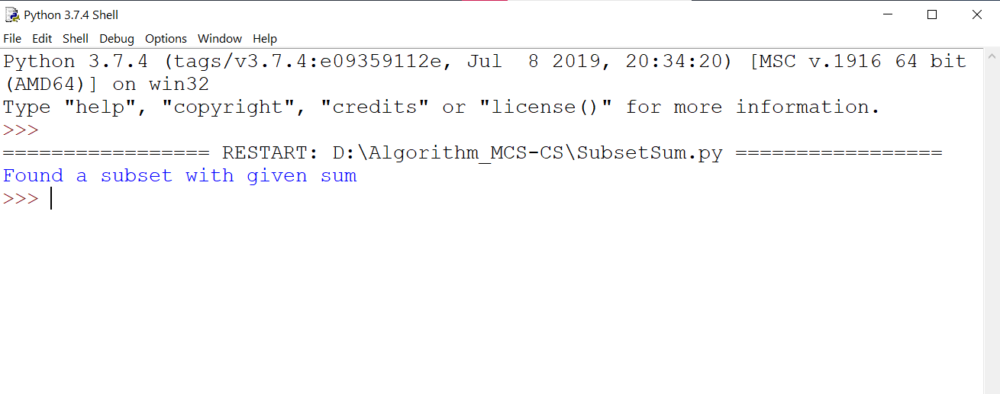 Python 3.7.4 Shell
File Edit Shell Debug Options Window Help
Python 3.7.4 (tags/v3.7.4:e09359112e, Jul  8 2019, 20:34:20) [MSC v.1916 64 bit
(AMD64)] on win32
Type "help", "copyright", "credits" or "license()" for more information.
>>>
================= RESTART: D:\Algorithm_MCS-CS\SubsetSum.py =================
Found a subset with given sum
>>>